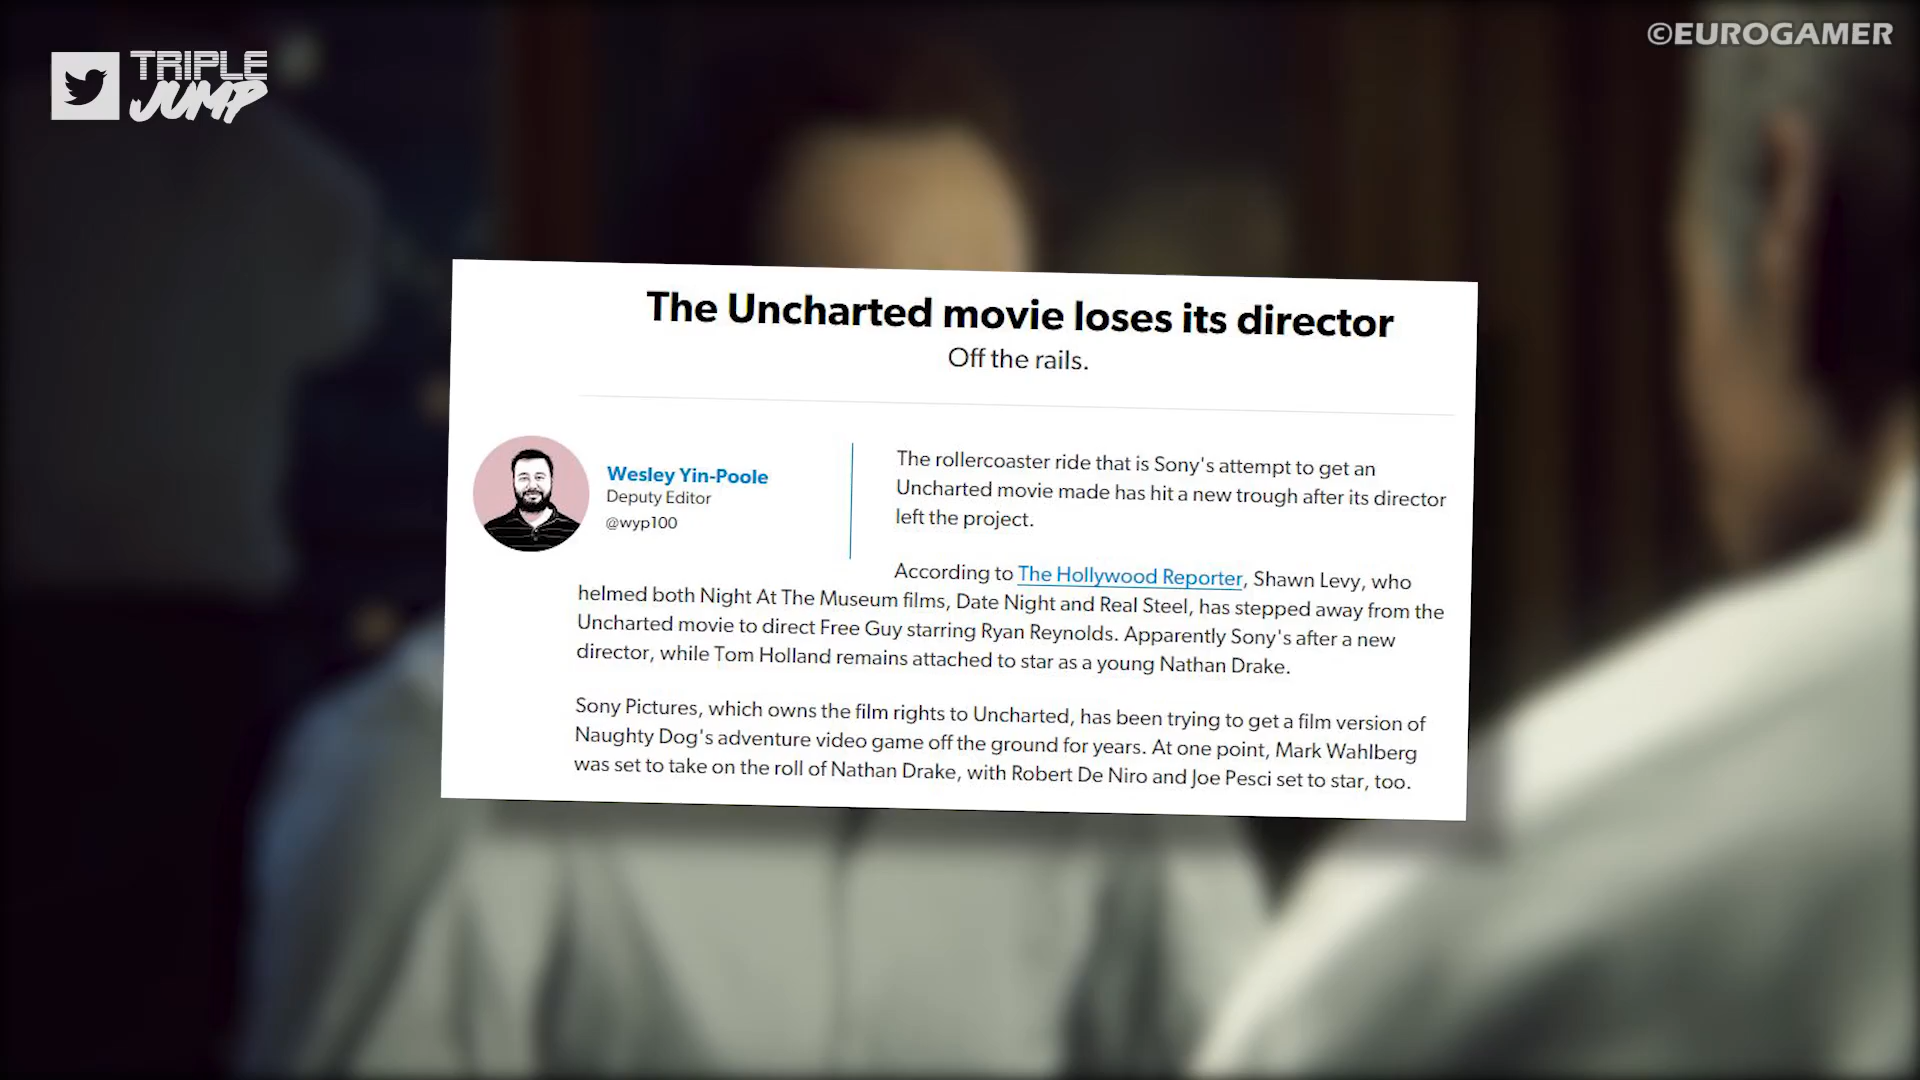 ©EUROGAMER
TRIPLE
JUMP
The Uncharted movie loses its director
Off the rails.
Wesley Yin-Poole
Deputy Editor
@wyp100
The rollercoaster ride that is Sony's attempt to get an
Uncharted movie made has hit a new trough after its director
left the project.
According to The Hollywood Reporter, Shawn Levy, who
helmed both Night At The Museum films, Date Night and Real Steel, has stepped away from the
Uncharted movie to direct Free Guy starring Ryan Reynolds. Apparently Sony's after a new
director, while Tom Holland remains attached to star as a young Nathan Drake.
Sony Pictures, which owns the film rights to Uncharted, has been trying to get a film version of
Naughty Dog's adventure video game off the ground for years. At one point, Mark Wahlberg
was set to take on the roll of Nathan Drake, with Robert De Niro and Joe Pesci set to star, too.